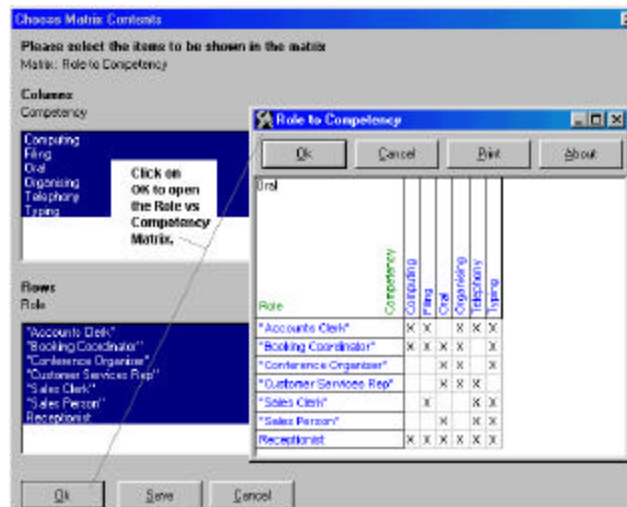 Choose Matrix Contents
Please select the items to be shown in the matrix
Matrix: Role to Competency
Columns
Competency
Computing
Filing
Oral
Organising
Telephony
Typing
Click on
OK to open
the Role vs
Competency
Matrix.
Rows
Role
"Accounts Clerk"
"Booking Coordinator"
"Conference Organiser"
"Customer Services Rep"
"Sales Clerk"
"Sales Person"
Receptionist
Ok Save Cancel
Role to Competency
Ok Cancel Print About
Oral
Role Competency Computing Filing Oral Organising Telephony Typing
"Accounts Clerk" X X X X X
"Booking Coordinator" X X X X X
"Conference Organiser" X X X
"Customer Services Rep" X X X
"Sales Clerk" X X X
"Sales Person" X X X
Receptionist X X X X X X